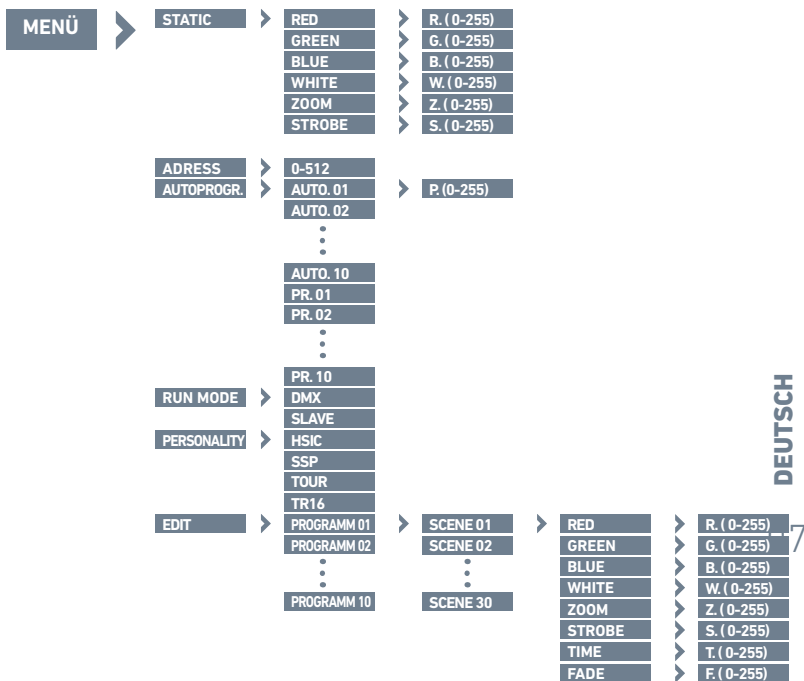 MENÜ
STATIC RED R. ( 0-255)
GREEN G. ( 0-255)
BLUE B. ( 0-255)
WHITE W. ( 0-255)
ZOOM Z. ( 0-255)
STROBE S. ( 0-255)
ADRESS 0-512
AUTOPROGR. AUTO. 01 P. (0-255)
AUTO. 02
AUTO. 10
PR. 01
PR. 02
PR. 10
RUN MODE DMX
SLAVE
PERSONALITY HSIC
SSP
TOUR
TR16
EDIT PROGRAMM 01 SCENE 01 RED R. ( 0-255)
PROGRAMM 02 SCENE 02 GREEN G. ( 0-255)
BLUE B. ( 0-255)
PROGRAMM 10 SCENE 30 WHITE W. ( 0-255)
ZOOM Z. ( 0-255)
STROBE S. ( 0-255)
TIME T. ( 0-255)
FADE F. ( 0-255)
DEUTSCH